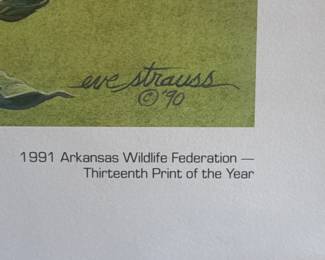 eve strauss
© '90
1991 Arkansas Wildlife Federation —
Thirteenth Print of the Year